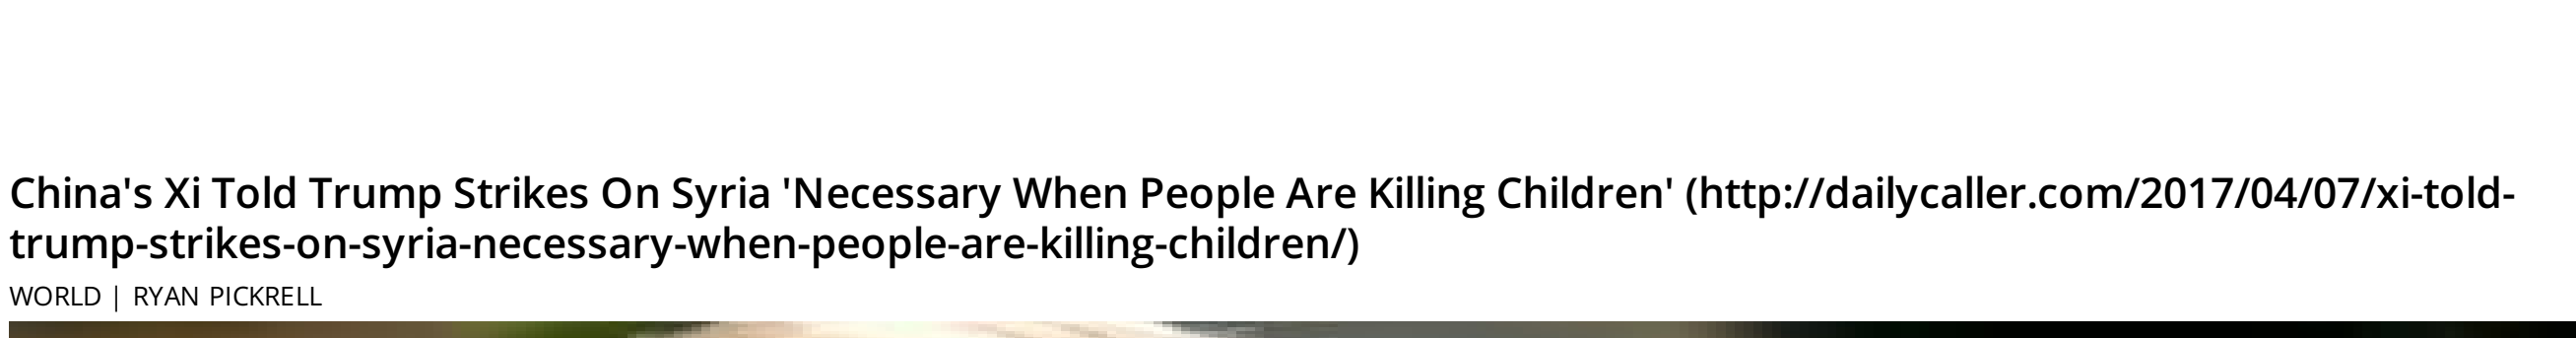 China's Xi Told Trump Strikes On Syria 'Necessary When People Are Killing Children' (http://dailycaller.com/2017/04/07/xi-told-
trump-strikes-on-syria-necessary-when-people-are-killing-children/)
WORLD | RYAN PICKRELL